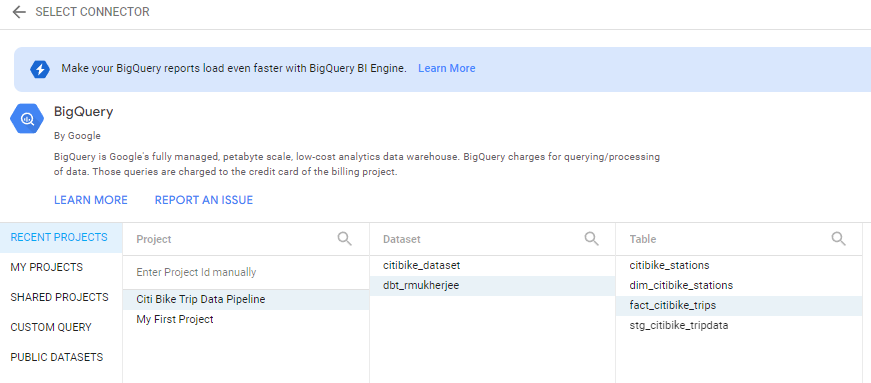 SELECT CONNECTOR
Make your BigQuery reports load even faster with BigQuery BI Engine. Learn More
BigQuery
By Google
BigQuery is Google's fully managed, petabyte scale, low-cost analytics data warehouse. BigQuery charges for querying/processing
of data. Those queries are charged to the credit card of the billing project.
LEARN MORE REPORT AN ISSUE
RECENT PROJECTS
MY PROJECTS
SHARED PROJECTS
CUSTOM QUERY
PUBLIC DATASETS
Project
Enter Project Id manually
Citi Bike Trip Data Pipeline
My First Project
Dataset
citibike_dataset
dbt_rmukherjee
Table
citibike_stations
dim_citibike_stations
fact_citibike_trips
stg_citibike_tripdata